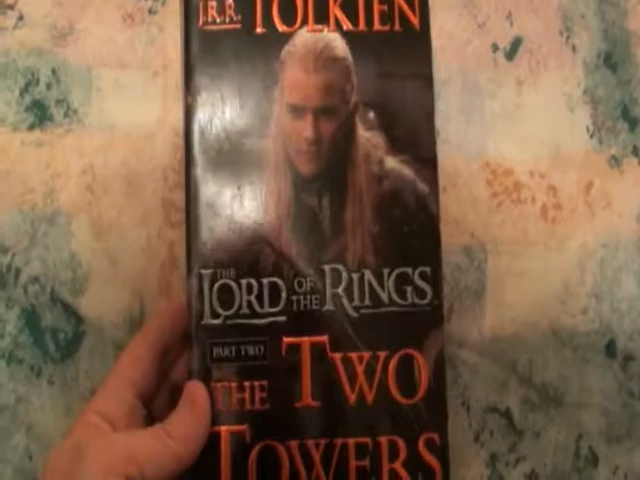 J.R.R. TOLKIEN
THE
LORD OF THE RINGS
PART TWO
THE TWO
TOWERS